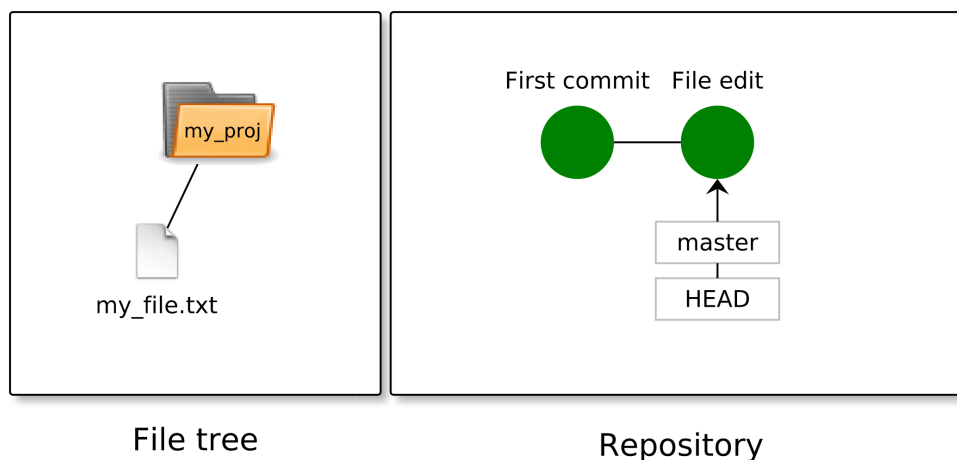 my_proj
my_file.txt
File tree
First commit
File edit
master
HEAD
Repository